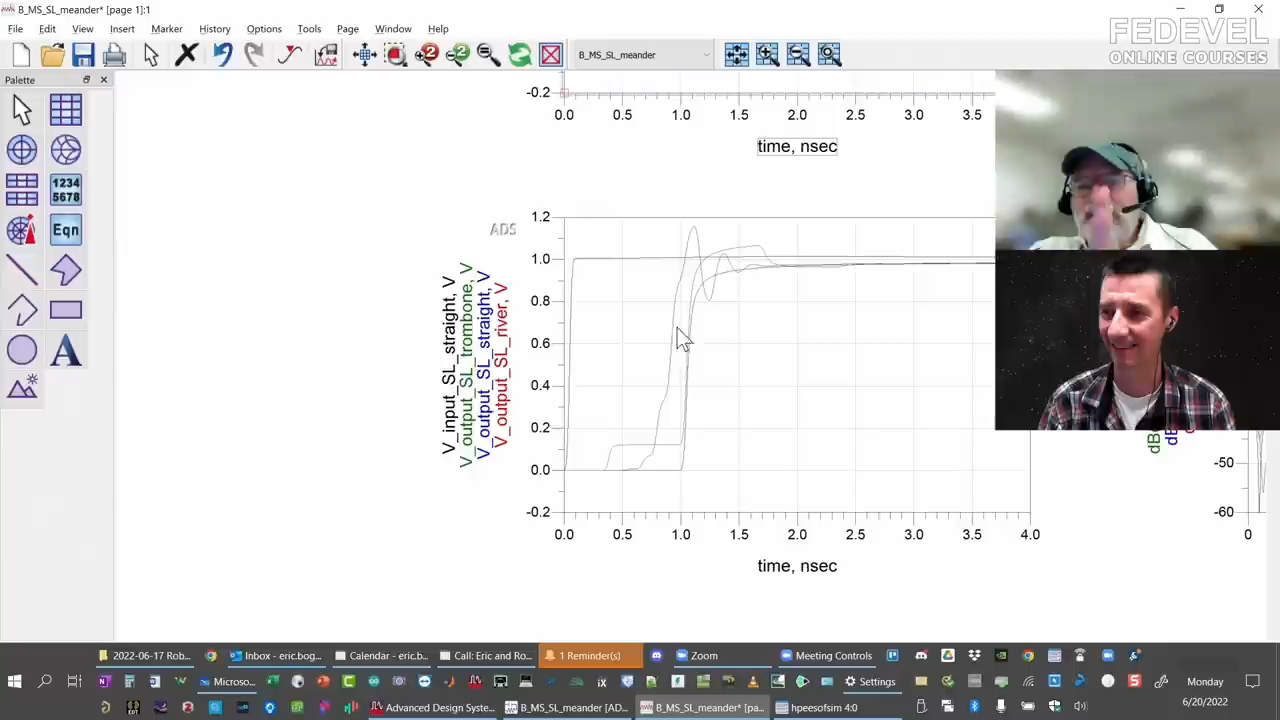 B_MS_SL_meander* [page 1]:1
FEDEVEL
ONLINE COURSES
File Edit View Insert Marker History Options Tools Page Window Help
B_MS_SL_meander
Palette
1234
5678
Eqn
-0.2
0.0 0.5 1.0 1.5 2.0 2.5 3.0 3.5
time, nsec
ADS
V_input_SL_straight, V
V_output_SL_trombone, V
V_output_SL_straight, V
V_output_SL_river, V
1.2
1.0
0.8
0.6
0.4
0.2
0.0
-0.2
0.0 0.5 1.0 1.5 2.0 2.5 3.0 3.5 4.0
time, nsec
-50
-60
0
2022-06-17 Rob... Inbox - eric.bog... Calendar - eric.b... Call: Eric and Ro... 1 Reminder(s) Zoom Meeting Controls
Microso... Settings
Monday
6/20/2022
Advanced Design Syste... B_MS_SL_meander [AD... B_MS_SL_meander* [pa... hpeesofsim 4:0